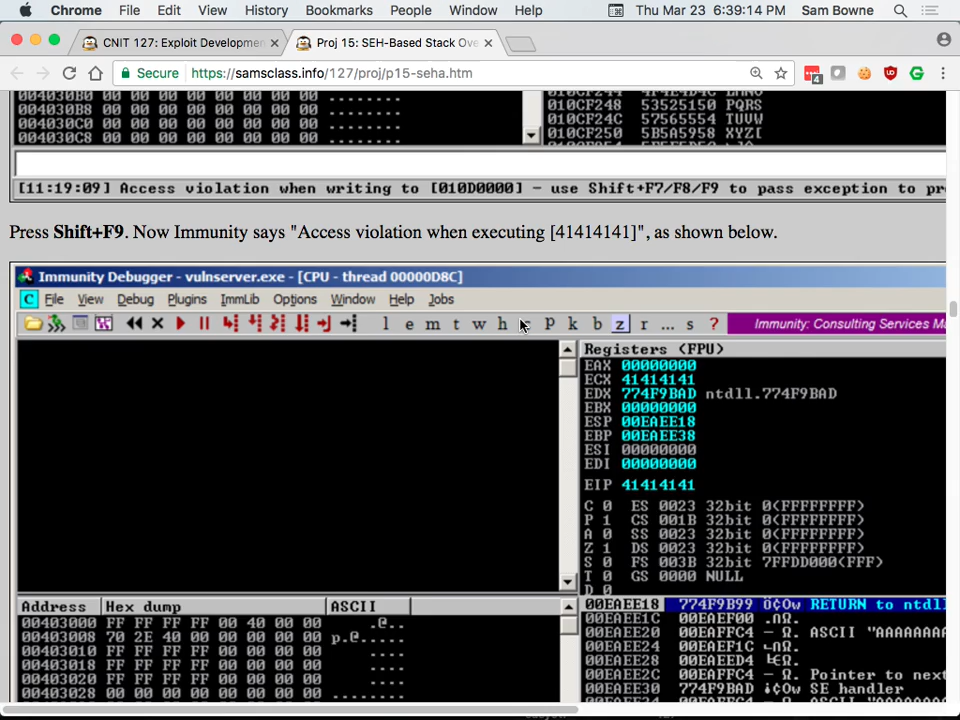 Chrome File Edit View History Bookmarks People Window Help Thu Mar 23 6:39:14 PM Sam Bowne
CNIT 127: Exploit Developmen
Proj 15: SEH-Based Stack Ove
Secure https://samsclass.info/127/proj/p15-seha.htm
4
004030B0 00 00 00 00 00 00 00 00 ........
004030B8 00 00 00 00 00 00 00 00 ........
004030C0 00 00 00 00 00 00 00 00 ........
004030C8 00 00 00 00 00 00 00 00 ........
010CF244
010CF248 53525150 PQRS
010CF24C 57565554 TUVW
010CF250 5B5A5958 XYZ[
[11:19:09] Access violation when writing to [010D0000] - use Shift+F7/F8/F9 to pass exception to pr
Press Shift+F9. Now Immunity says "Access violation when executing [41414141]", as shown below.
Immunity Debugger - vulnserver.exe - [CPU - thread 00000D8C]
C File View Debug Plugins ImmLib Options Window Help Jobs
l e m t w h c p k b z r ... s ? Immunity: Consulting Services Ma
Registers (FPU)
EAX 00000000
ECX 41414141
EDX 774F9BAD ntdll.774F9BAD
EBX 00000000
ESP 00EAEE18
EBP 00EAEE38
ESI 00000000
EDI 00000000
EIP 41414141
C 0 ES 0023 32bit 0(FFFFFFFF)
P 1 CS 001B 32bit 0(FFFFFFFF)
A 0 SS 0023 32bit 0(FFFFFFFF)
Z 1 DS 0023 32bit 0(FFFFFFFF)
S 0 FS 003B 32bit 7FFDD000(FFF)
T 0 GS 0000 NULL
D 0
Address Hex dump ASCII
00403000 FF FF FF FF 00 40 00 00 .@..
00403008 70 2E 40 00 00 00 00 00 p.@.....
00403010 FF FF FF FF 00 00 00 00 ....
00403018 FF FF FF FF 00 00 00 00 ....
00403020 FF FF FF FF 00 00 00 00 ....
00403028 00 00 00 00 00 00 00 00 ........
00EAEE18 774F9B99 Ö¢Ow RETURN to ntdl
00EAEE1C 00EAEF00 .∩Ω.
00EAEE20 00EAFFC4 ─ Ω. ASCII "AAAAAAA
00EAEE24 00EAEF1C ∟∩Ω.
00EAEE28 00EAEED4 ╘εΩ.
00EAEE2C 00EAFFC4 ─ Ω. Pointer to next
00EAEE30 774F9BAD ¡¢Ow SE handler